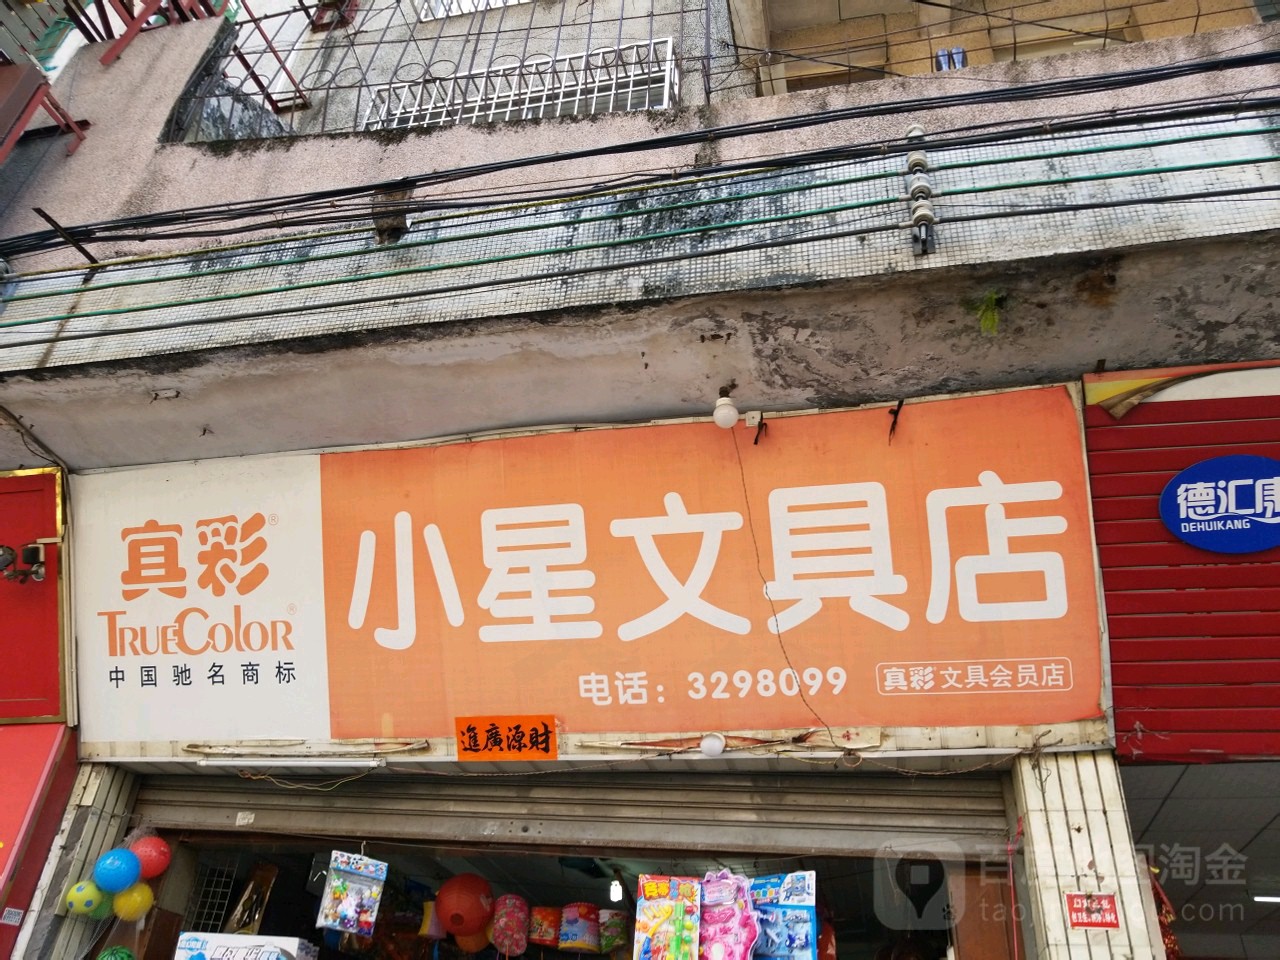 真彩®
TRUECOLOR®
中国驰名商标
小星文具店
电话：3298099
真彩®文具会员店
進廣源財
德汇康
DEHUIKANG